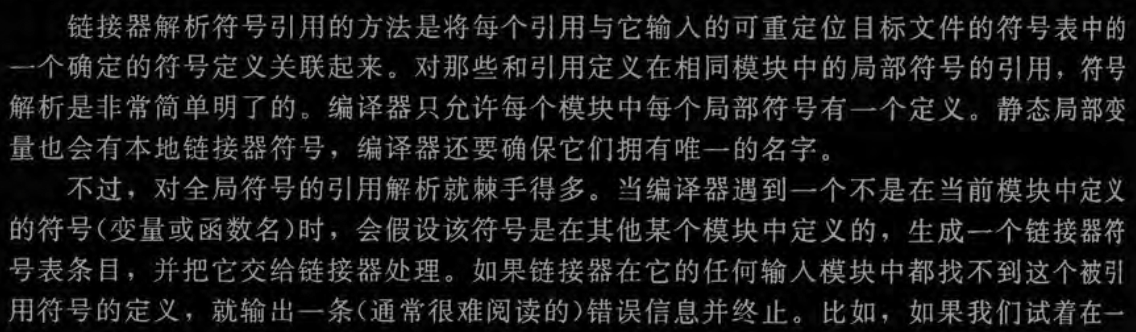 链接器解析符号引用的方法是将每个引用与它输入的可重定位目标文件的符号表中的
一个确定的符号定义关联起来。对那些和引用定义在相同模块中的局部符号的引用，符号
解析是非常简单明了的。编译器只允许每个模块中每个局部符号有一个定义。静态局部变
量也会有本地链接器符号，编译器还要确保它们拥有唯一的名字。
不过，对全局符号的引用解析就棘手得多。当编译器遇到一个不是在当前模块中定义
的符号(变量或函数名)时，会假设该符号是在其他某个模块中定义的，生成一个链接器符
号表条目，并把它交给链接器处理。如果链接器在它的任何输入模块中都找不到这个被引
用符号的定义，就输出一条(通常很难阅读的)错误信息并终止。比如，如果我们试着在一